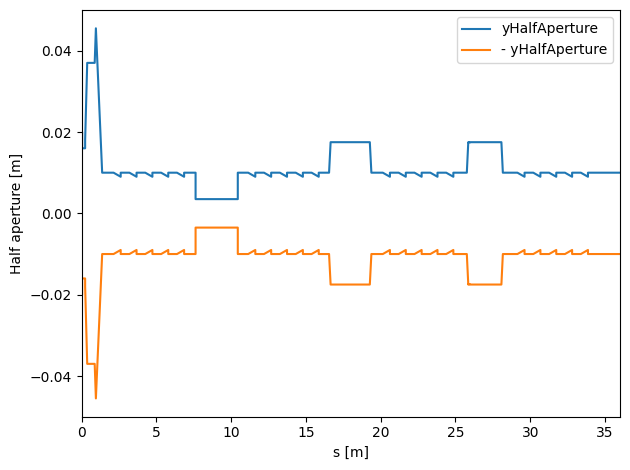 yHalfAperture
- yHalfAperture
Half aperture [m]
0.04
0.02
0.00
−0.02
−0.04
0 5 10 15 20 25 30 35
s [m]